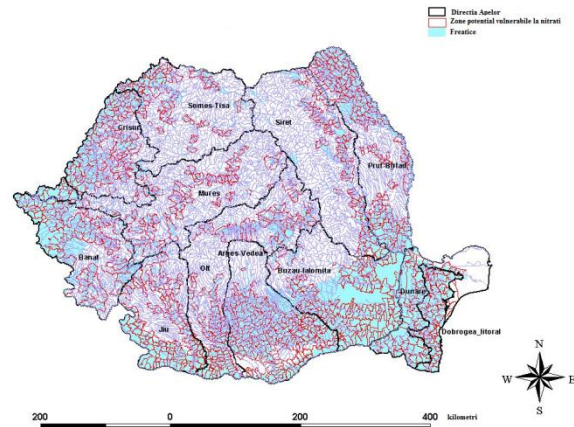 Directia Apelor
Zone potential vulnerabile la nitrati
Freatice
Somes-Tisa
Siret
Crisuri
Prut-Barlad
Mures
Arges-Vedea
Banat
Olt
Buzau-Ialomita
Dunare
Jiu
Dobrogea_litoral
N
W E
S
200 0 200 400 kilometri